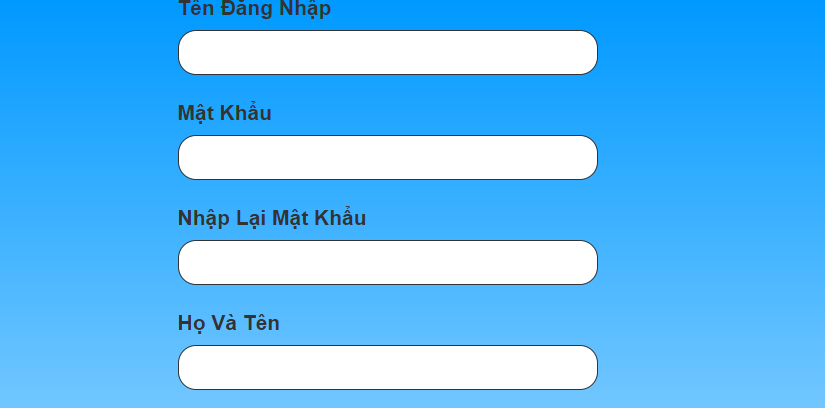 Tên Đăng Nhập
Mật Khẩu
Nhập Lại Mật Khẩu
Họ Và Tên